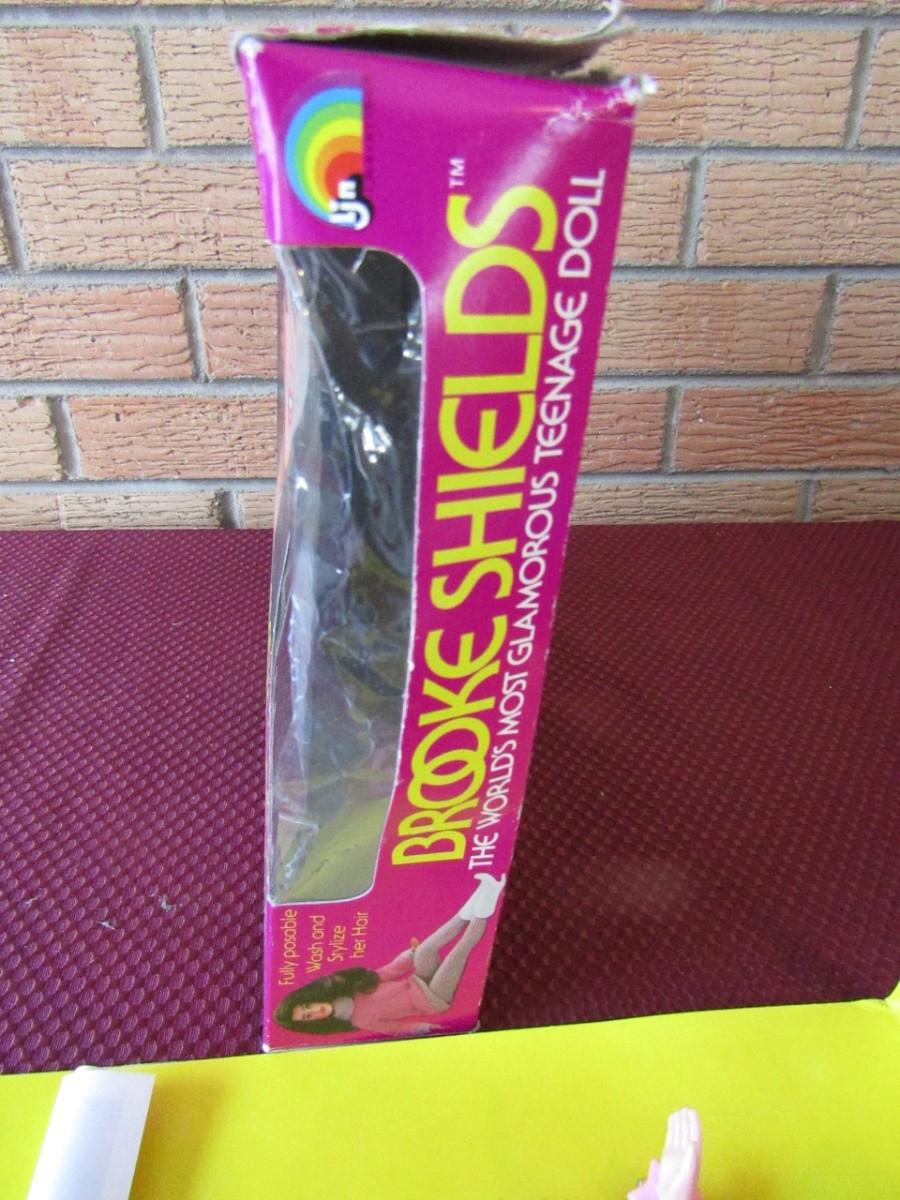 ljn
BROOKE SHIELDS™
THE WORLD'S MOST GLAMOROUS TEENAGE DOLL
Fully posable
Wash and
Stylize
her Hair